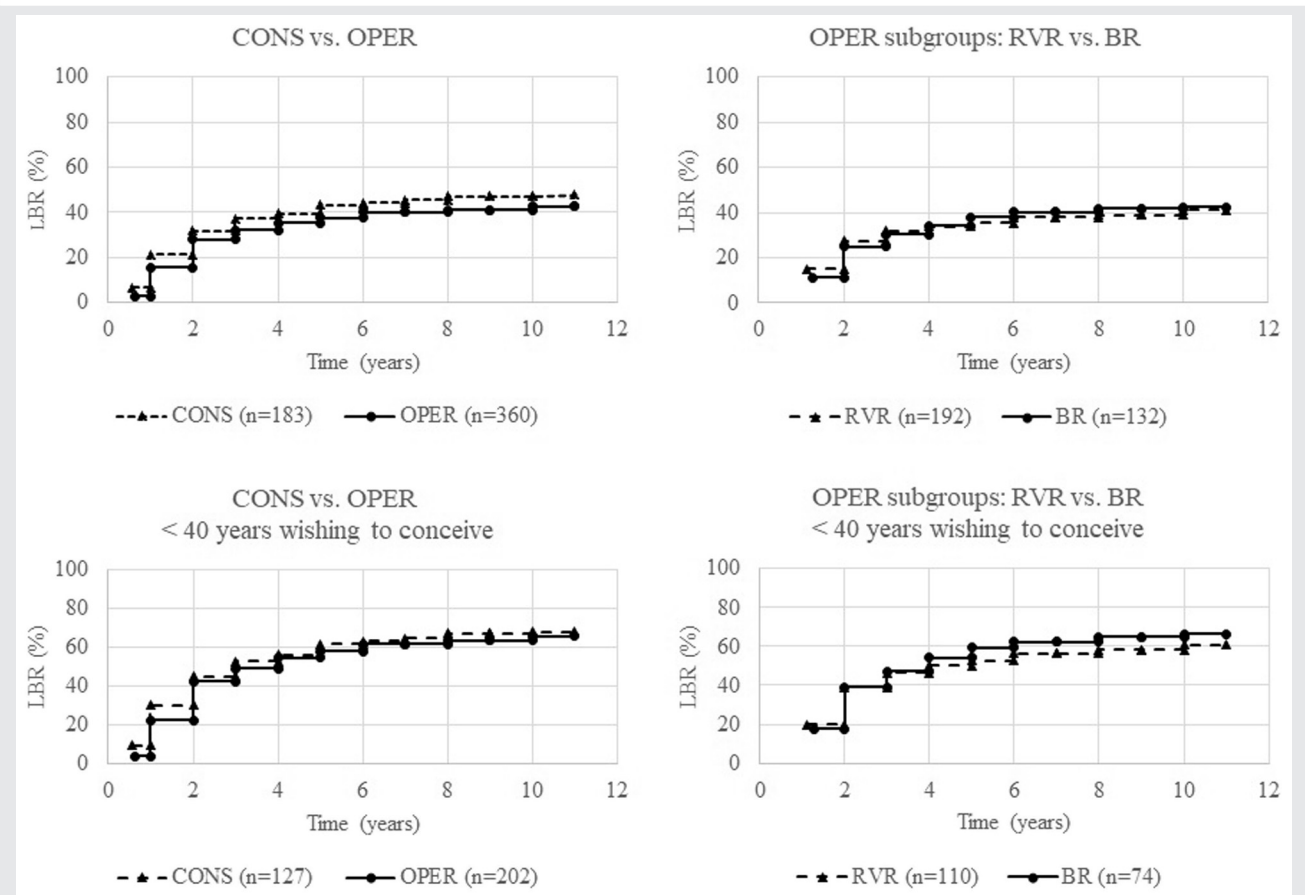 CONS vs. OPER
100
80
60
40
20
0
LBR (%)
0 2 4 6 8 10 12
Time (years)
CONS (n=183) OPER (n=360)
OPER subgroups: RVR vs. BR
100
80
60
40
20
0
LBR (%)
0 2 4 6 8 10 12
Time (years)
RVR (n=192) BR (n=132)
CONS vs. OPER
< 40 years wishing to conceive
100
80
60
40
20
0
LBR (%)
0 2 4 6 8 10 12
Time (years)
CONS (n=127) OPER (n=202)
OPER subgroups: RVR vs. BR
< 40 years wishing to conceive
100
80
60
40
20
0
LBR (%)
0 2 4 6 8 10 12
Time (years)
RVR (n=110) BR (n=74)